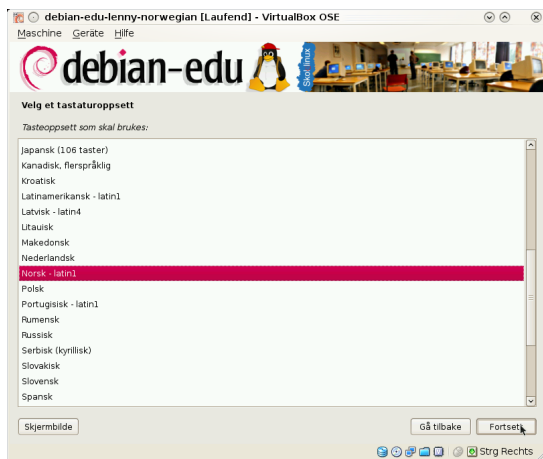 debian-edu-lenny-norwegian [Laufend] - VirtualBox OSE
Maschine Geräte Hilfe
debian-edu
Skolelinux
Velg et tastaturoppsett
Tasteoppsett som skal brukes:
Japansk (106 taster)
Kanadisk, flerspråklig
Kroatisk
Latinamerikansk - latin1
Latvisk - latin4
Litauisk
Makedonsk
Nederlandsk
Norsk - latin1
Polsk
Portugisisk - latin1
Rumensk
Russisk
Serbisk (kyrillisk)
Slovakisk
Slovensk
Spansk
Skjermbilde
Gå tilbake
Fortsett
Strg Rechts